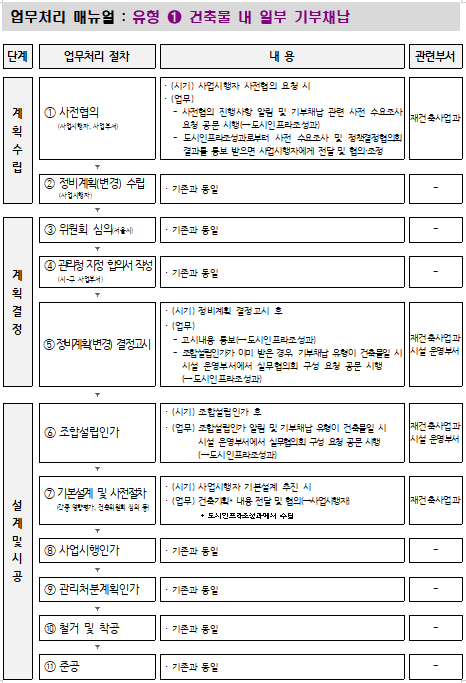 업무처리 매뉴얼 : 유형 ❶ 건축물 내 일부 기부채납
단계
업무처리 절차
내 용
관련부서
계획수립
① 사전협의
(사업시행자, 사업부서)
· (시기) 사업시행자 사전협의 요청 시
· (업무)
- 사전협의 진행사항 알림 및 기부채납 관련 사전 수요조사
요청 공문 시행(→도시인프라조성과)
- 도시인프라조성과로부터 사전 수요조사 및 정책결정협의회
결과를 통보 받으면 사업시행자에게 전달 및 협의·조정
재건축사업과
② 정비계획(변경) 수립
(사업시행자)
· 기존과 동일
-
계획결정
③ 위원회 심의(서울시)
· 기존과 동일
-
④ 관리청 지정 합의서 작성
(시-구 사업부서)
· 기존과 동일
-
⑤ 정비계획(변경) 결정고시
· (시기) 정비계획 결정고시 후
· (업무)
- 고시내용 통보(→도시인프라조성과)
- 조합설립인가가 이미 받은 경우, 기부채납 유형이 건축물일 시
시설 운영부서에서 실무협의회 구성 요청 공문 시행
(→도시인프라조성과)
재건축사업과
시설 운영부서
설계및시공
⑥ 조합설립인가
· (시기) 조합설립인가 후
· (업무) 조합설립인가 알림 및 기부채납 유형이 건축물일 시
시설 운영부서에서 실무협의회 구성 요청 공문 시행
(→도시인프라조성과)
재건축사업과
시설 운영부서
⑦ 기본설계 및 사전절차
(각종 영향평가, 건축위원회 심의 등)
· (시기) 사업시행자 기본설계 추진 시
· (업무) 건축기획* 내용 전달 및 협의(→사업시행자)
* 도시인프라조성과에서 수립
재건축사업과
⑧ 사업시행인가
· 기존과 동일
-
⑨ 관리처분계획인가
· 기존과 동일
-
⑩ 철거 및 착공
· 기존과 동일
-
⑪ 준공
· 기존과 동일
-